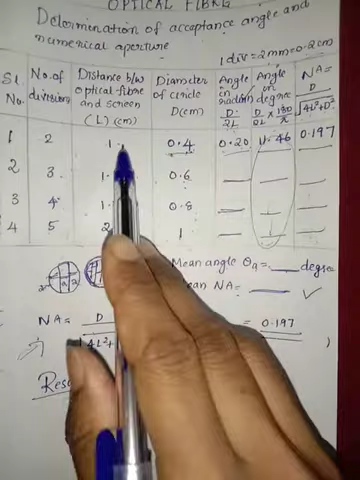 OPTICAL FIBRE
Determination of acceptance angle and
numerical aperture
1 div = 2 mm = 0.2 cm
Sl. No. No. of division Distance b/w optical fibre and screen (L) (cm) Diameter of circle D (cm) Angle in radian D/2L Angle in degree D/2L × 180/π NA = D/√4L²+D²
1 2 1. 0.4 0.20 11.46 0.197
2 3 1. 0.6 — — —
3 4 1. 0.8 — — —
4 5 2 1 — — —
Mean angle θa = ___ degree
Mean NA = ___ ✓
NA = D/√4L²+ = 0.197
Res